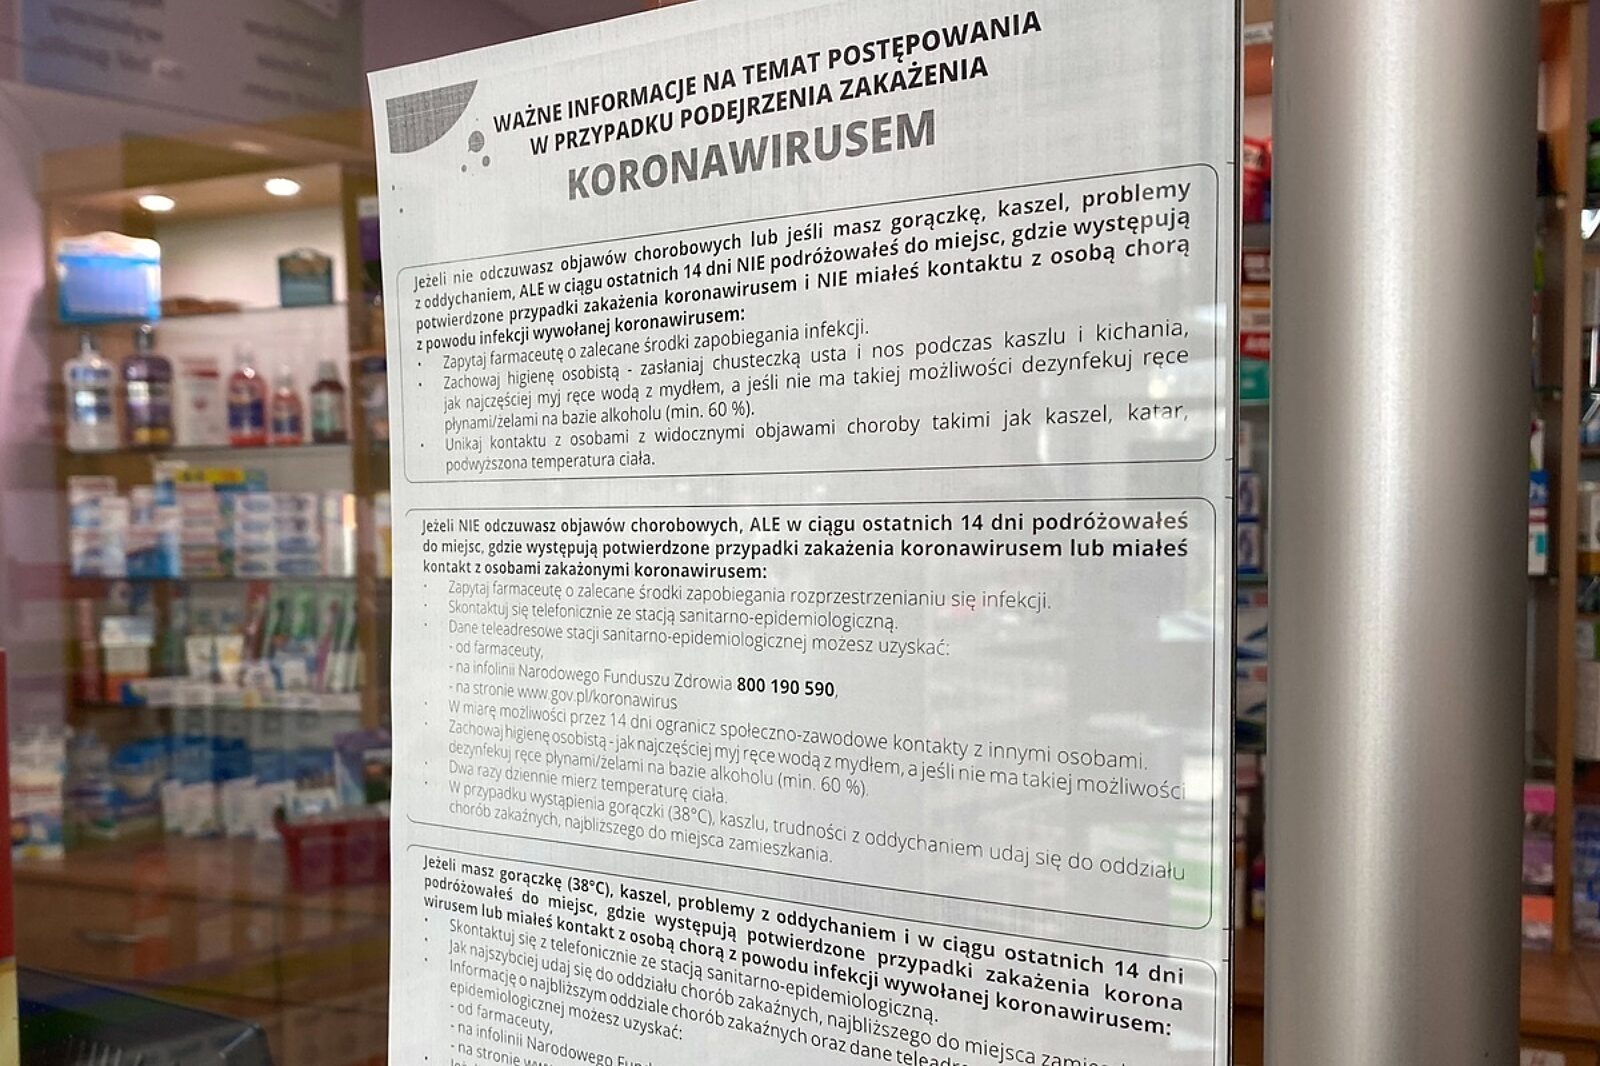 WAŻNE INFORMACJE NA TEMAT POSTĘPOWANIA
W PRZYPADKU PODEJRZENIA ZAKAŻENIA
KORONAWIRUSEM
Jeżeli nie odczuwasz objawów chorobowych lub jeśli masz gorączkę, kaszel, problemy
z oddychaniem, ALE w ciągu ostatnich 14 dni NIE podróżowałeś do miejsc, gdzie występują
potwierdzone przypadki zakażenia koronawirusem i NIE miałeś kontaktu z osobą chorą
z powodu infekcji wywołanej koronawirusem:
· Zapytaj farmaceutę o zalecane środki zapobiegania infekcji.
· Zachowaj higienę osobistą - zasłaniaj chusteczką usta i nos podczas kaszlu i kichania,
jak najczęściej myj ręce wodą z mydłem, a jeśli nie ma takiej możliwości dezynfekuj ręce
płynami/żelami na bazie alkoholu (min. 60 %).
· Unikaj kontaktu z osobami z widocznymi objawami choroby takimi jak kaszel, katar,
podwyższona temperatura ciała.
Jeżeli NIE odczuwasz objawów chorobowych, ALE w ciągu ostatnich 14 dni podróżowałeś
do miejsc, gdzie występują potwierdzone przypadki zakażenia koronawirusem lub miałeś
kontakt z osobami zakażonymi koronawirusem:
· Zapytaj farmaceutę o zalecane środki zapobiegania rozprzestrzenianiu się infekcji.
· Skontaktuj się telefonicznie ze stacją sanitarno-epidemiologiczną.
· Dane teleadresowe stacji sanitarno-epidemiologicznej możesz uzyskać:
- od farmaceuty,
- na infolinii Narodowego Funduszu Zdrowia 800 190 590,
- na stronie www.gov.pl/koronawirus
· W miarę możliwości przez 14 dni ogranicz społeczno-zawodowe kontakty z innymi osobami.
· Zachowaj higienę osobistą - jak najczęściej myj ręce wodą z mydłem, a jeśli nie ma takiej możliwości
dezynfekuj ręce płynami/żelami na bazie alkoholu (min. 60 %).
· Dwa razy dziennie mierz temperaturę ciała.
· W przypadku wystąpienia gorączki (38°C), kaszlu, trudności z oddychaniem udaj się do oddziału
chorób zakaźnych, najbliższego do miejsca zamieszkania.
Jeżeli masz gorączkę (38°C), kaszel, problemy z oddychaniem i w ciągu ostatnich 14 dni
podróżowałeś do miejsc, gdzie występują potwierdzone przypadki zakażenia korona
wirusem lub miałeś kontakt z osobą chorą z powodu infekcji wywołanej koronawirusem:
· Skontaktuj się z telefonicznie ze stacją sanitarno-epidemiologiczną.
· Jak najszybciej udaj się do oddziału chorób zakaźnych, najbliższego do miejsca
· Informację o najbliższym oddziale chorób zakaźnych oraz dane
epidemiologicznej możesz uzyskać:
- od farmaceuty,
- na infolinii Narodowego
- na stronie